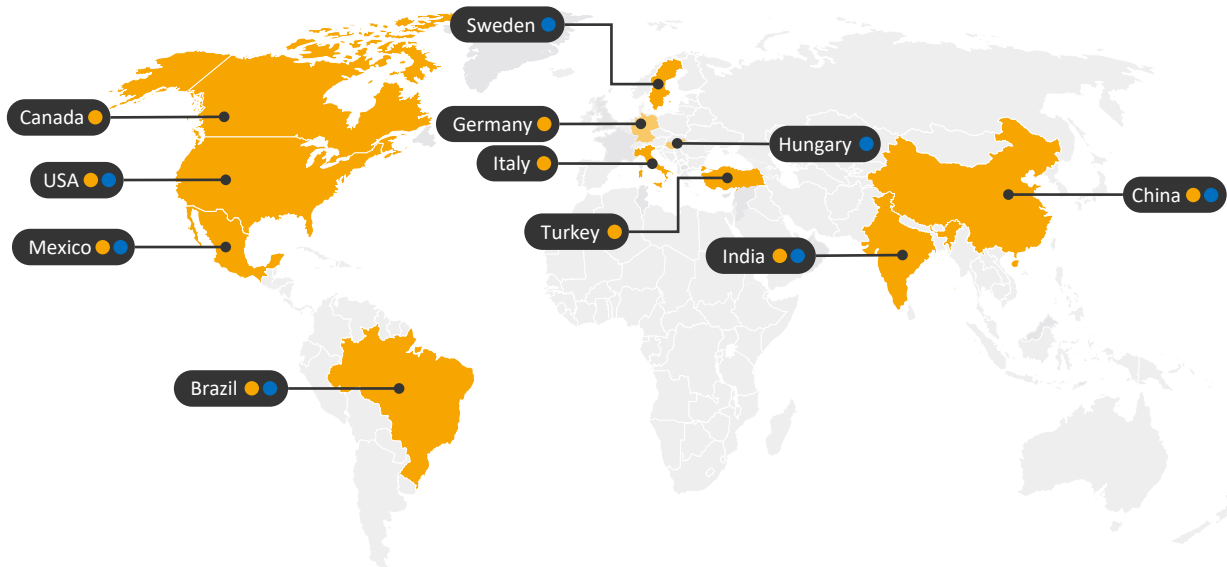 Sweden
Canada
Germany
Hungary
Italy
USA
China
Turkey
Mexico
India
Brazil